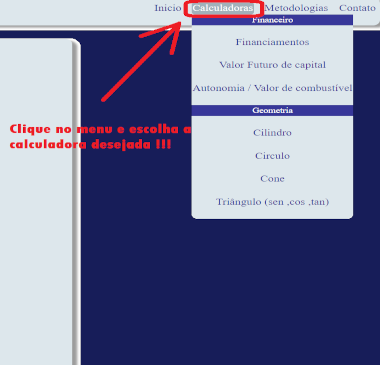 Inicio Calculadoras Metodologias Contato
Financeiro
Financiamentos
Valor Futuro de capital
Autonomia / Valor de combustível
Geometria
Cilindro
Circulo
Cone
Triângulo (sen ,cos ,tan)
Clique no menu e escolha a
calculadora desejada !!!